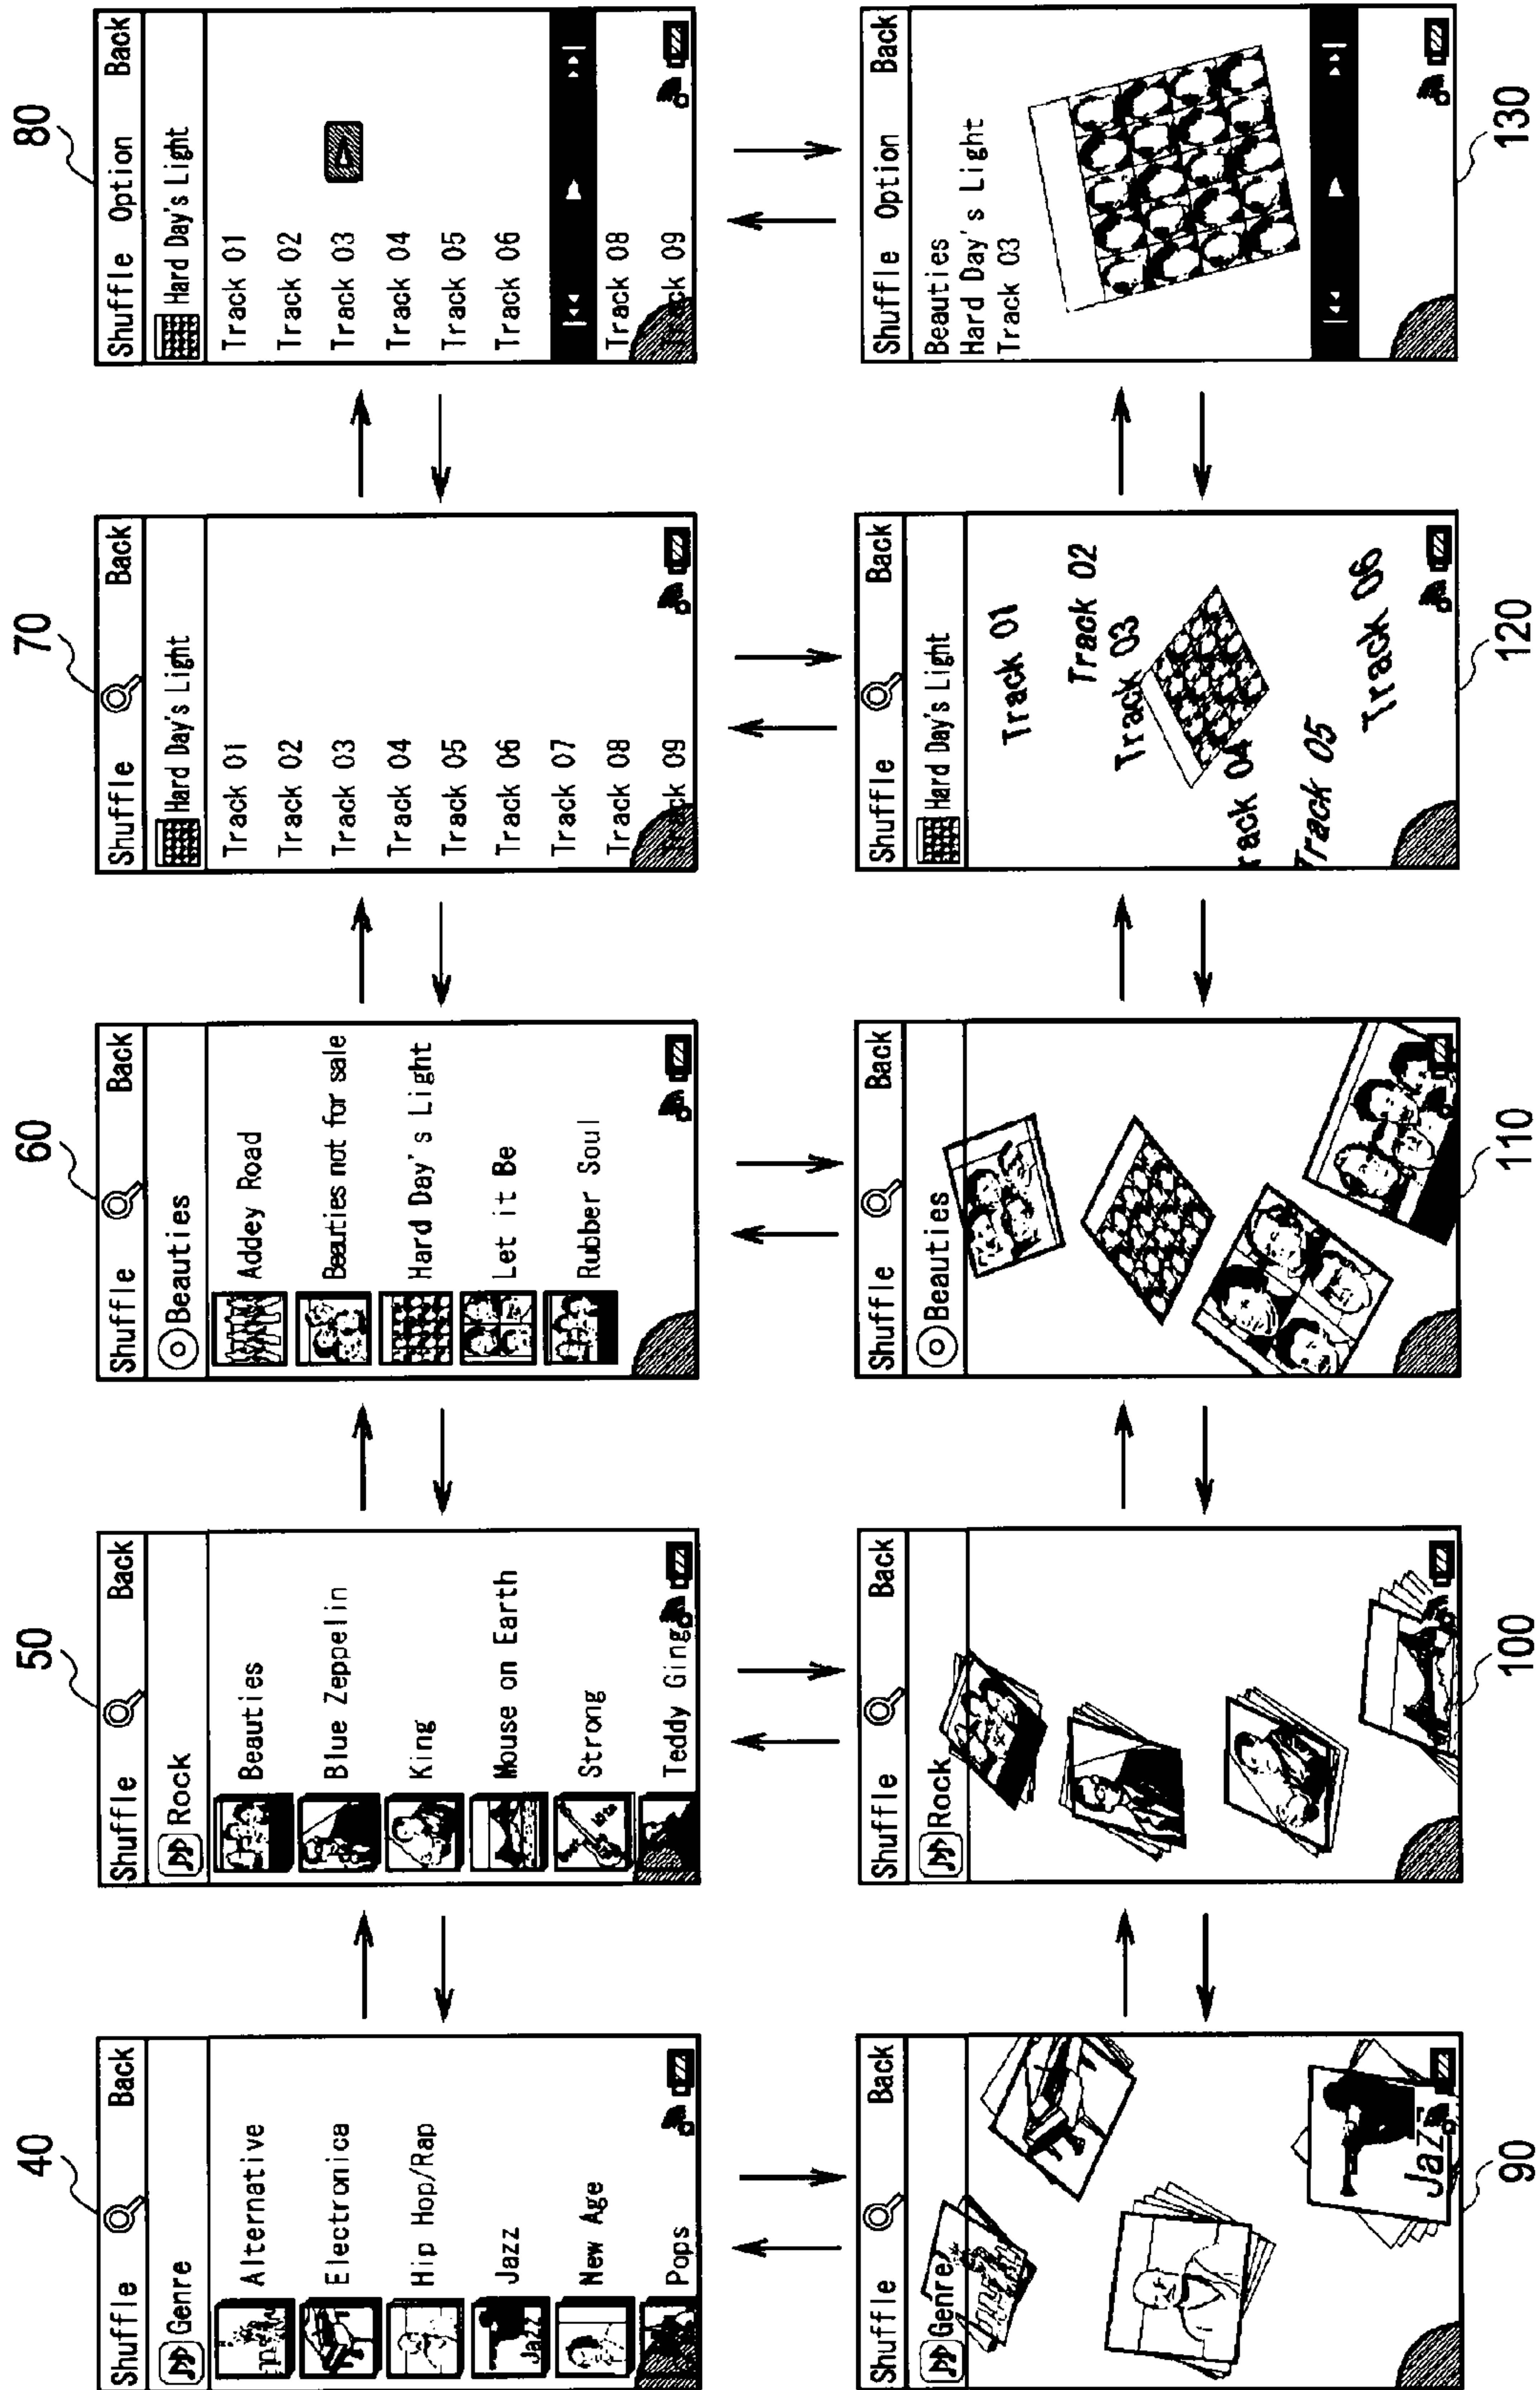 40
Shuffle Back
Genre
Alternative
Electronica
Hip Hop/Rap
Jazz
Jazz
New Age
Pops
50
Shuffle Back
Rock
Beauties
Blue Zeppelin
King
Mouse on Earth
Strong
Teddy Ging
60
Shuffle Back
Beauties
Addey Road
Beauties not for sale
Hard Day's Light
Let it Be
Rubber Soul
70
Shuffle Back
Hard Day's Light
Track 01
Track 02
Track 03
Track 04
Track 05
Track 06
Track 07
Track 08
Track 09
80
Shuffle Option Back
Hard Day's Light
Track 01
Track 02
Track 03
Track 04
Track 05
Track 06
Track 08
Track 09
Shuffle Back
Genre
Jazz
90
Shuffle Back
Rock
100
Shuffle Back
Beauties
110
Shuffle Back
Hard Day's Light
Track 01
Track 02
Track 03
rack 04
Track 05
Track 06
120
Shuffle Option Back
Beauties
Hard Day's Light
Track 03
130